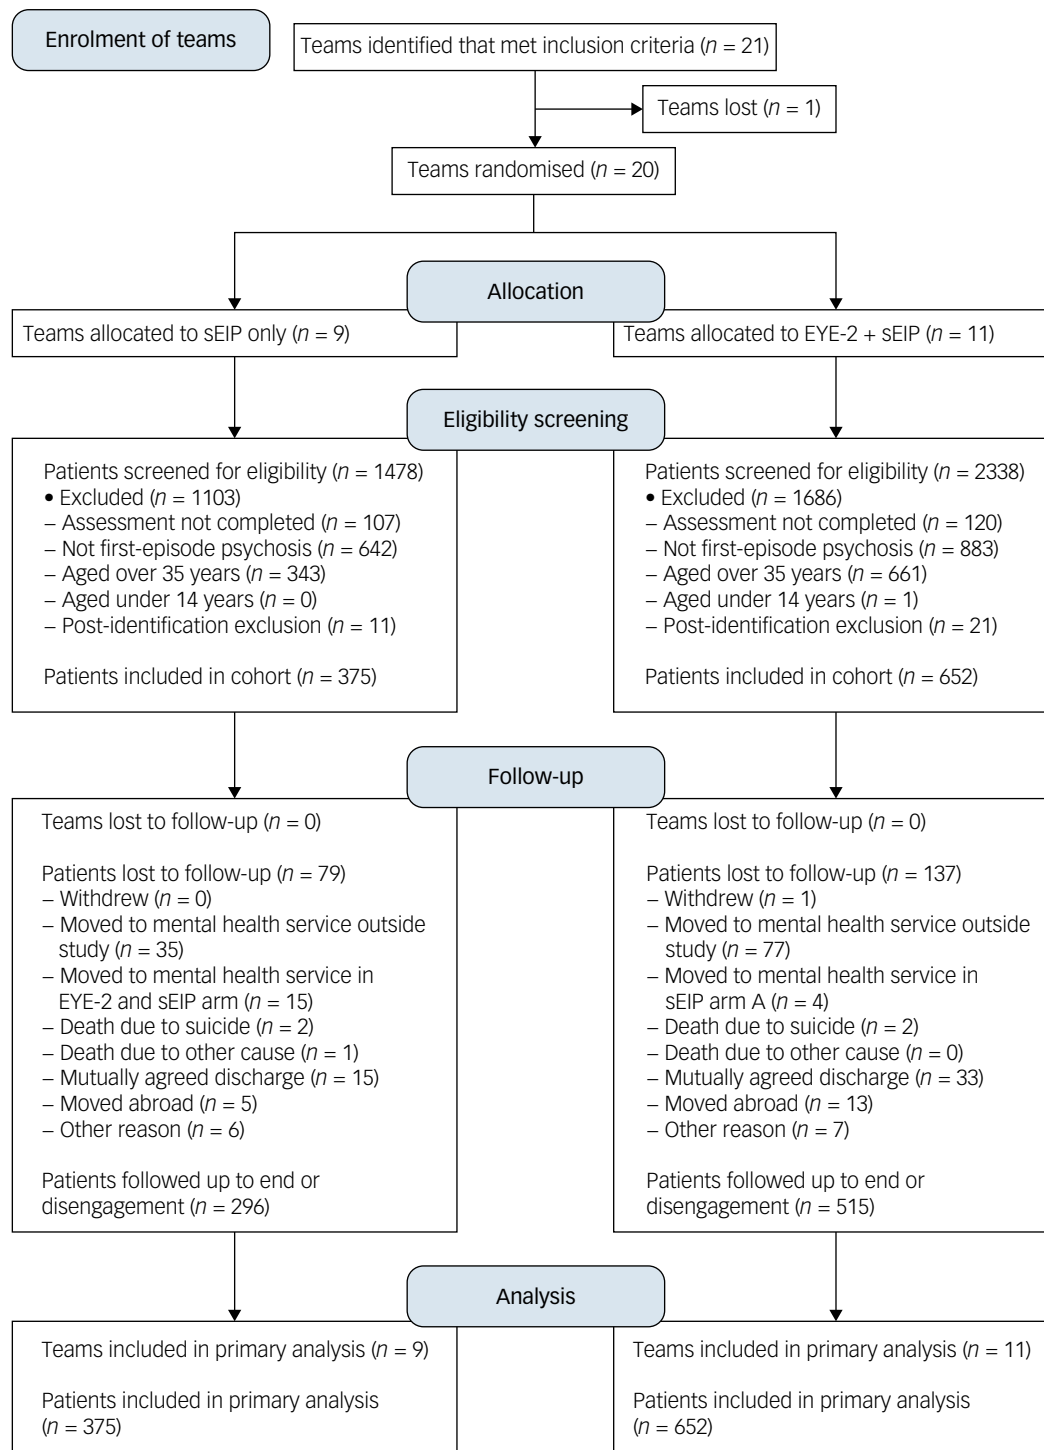 Enrolment of teams
Teams identified that met inclusion criteria (n = 21)
Teams lost (n = 1)
Teams randomised (n = 20)
Allocation
Teams allocated to sEIP only (n = 9)
Teams allocated to EYE-2 + sEIP (n = 11)
Eligibility screening
Patients screened for eligibility (n = 1478)
• Excluded (n = 1103)
– Assessment not completed (n = 107)
– Not first-episode psychosis (n = 642)
– Aged over 35 years (n = 343)
– Aged under 14 years (n = 0)
– Post-identification exclusion (n = 11)
Patients included in cohort (n = 375)
Patients screened for eligibility (n = 2338)
• Excluded (n = 1686)
– Assessment not completed (n = 120)
– Not first-episode psychosis (n = 883)
– Aged over 35 years (n = 661)
– Aged under 14 years (n = 1)
– Post-identification exclusion (n = 21)
Patients included in cohort (n = 652)
Follow-up
Teams lost to follow-up (n = 0)
Patients lost to follow-up (n = 79)
– Withdrew (n = 0)
– Moved to mental health service outside
study (n = 35)
– Moved to mental health service in
EYE-2 and sEIP arm (n = 15)
– Death due to suicide (n = 2)
– Death due to other cause (n = 1)
– Mutually agreed discharge (n = 15)
– Moved abroad (n = 5)
– Other reason (n = 6)
Patients followed up to end or
disengagement (n = 296)
Teams lost to follow-up (n = 0)
Patients lost to follow-up (n = 137)
– Withdrew (n = 1)
– Moved to mental health service outside
study (n = 77)
– Moved to mental health service in
sEIP arm A (n = 4)
– Death due to suicide (n = 2)
– Death due to other cause (n = 0)
– Mutually agreed discharge (n = 33)
– Moved abroad (n = 13)
– Other reason (n = 7)
Patients followed up to end or
disengagement (n = 515)
Analysis
Teams included in primary analysis (n = 9)
Patients included in primary analysis
(n = 375)
Teams included in primary analysis (n = 11)
Patients included in primary analysis
(n = 652)